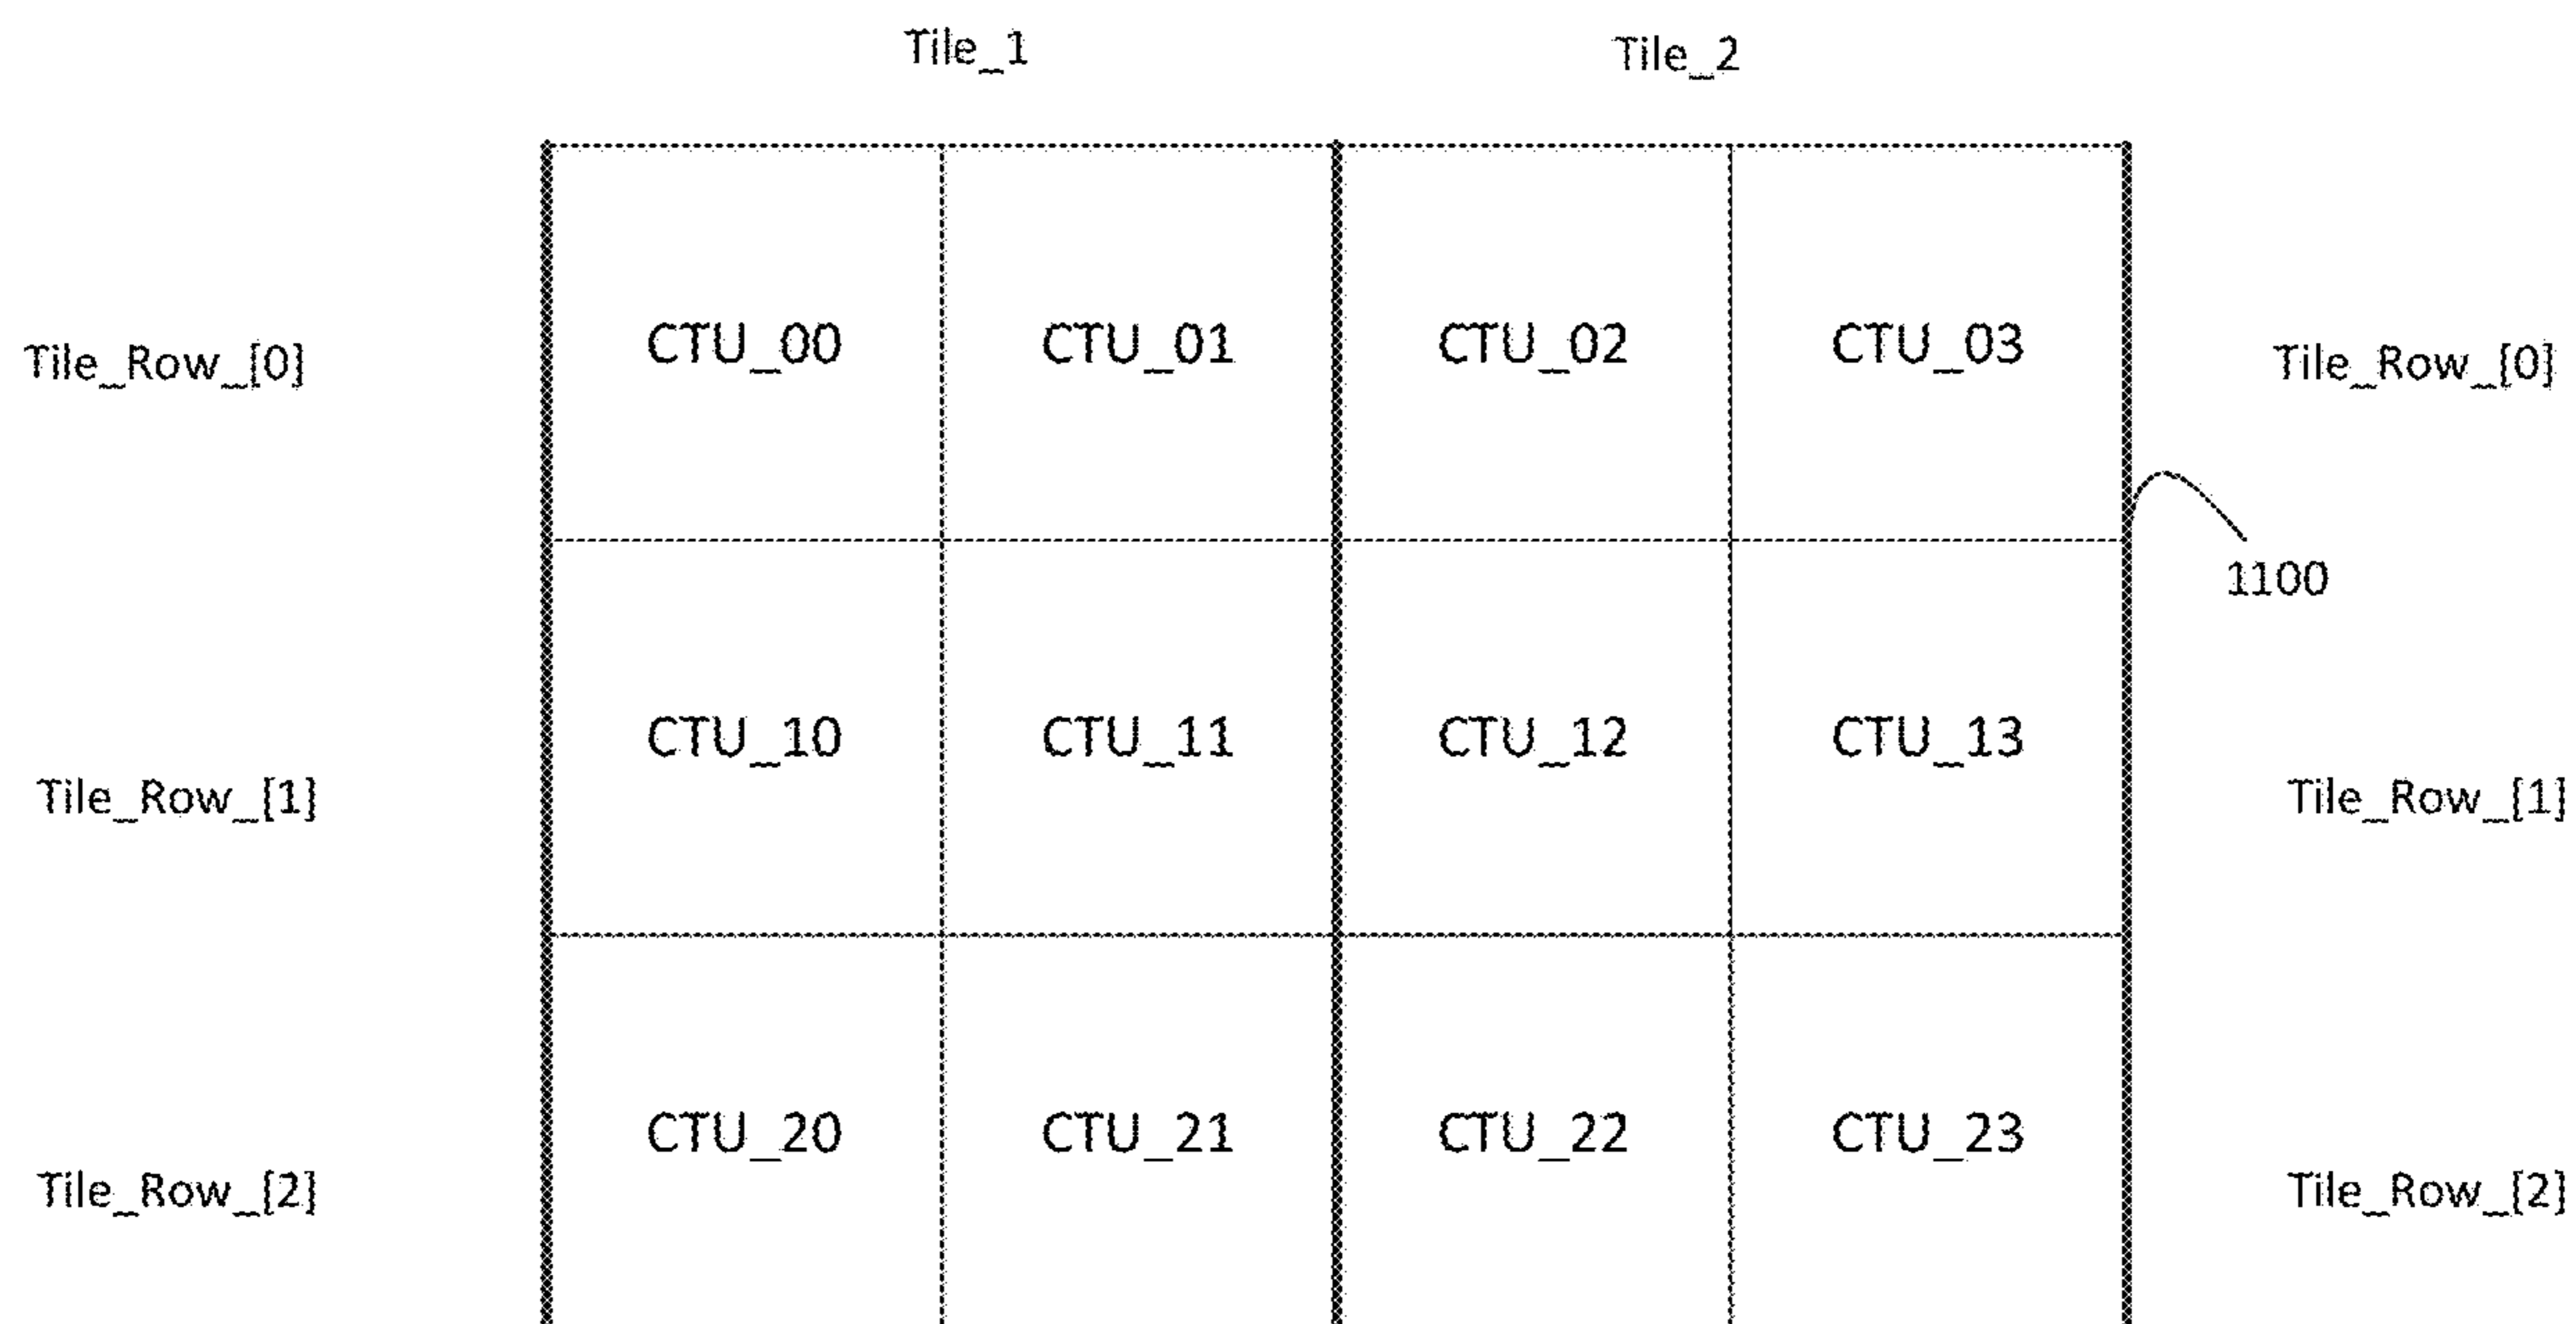 Tile_1 Tile_2
Tile_Row_[0] CTU_00 CTU_01 CTU_02 CTU_03 Tile_Row_[0]
1100
Tile_Row_[1] CTU_10 CTU_11 CTU_12 CTU_13 Tile_Row_[1]
Tile_Row_[2] CTU_20 CTU_21 CTU_22 CTU_23 Tile_Row_[2]